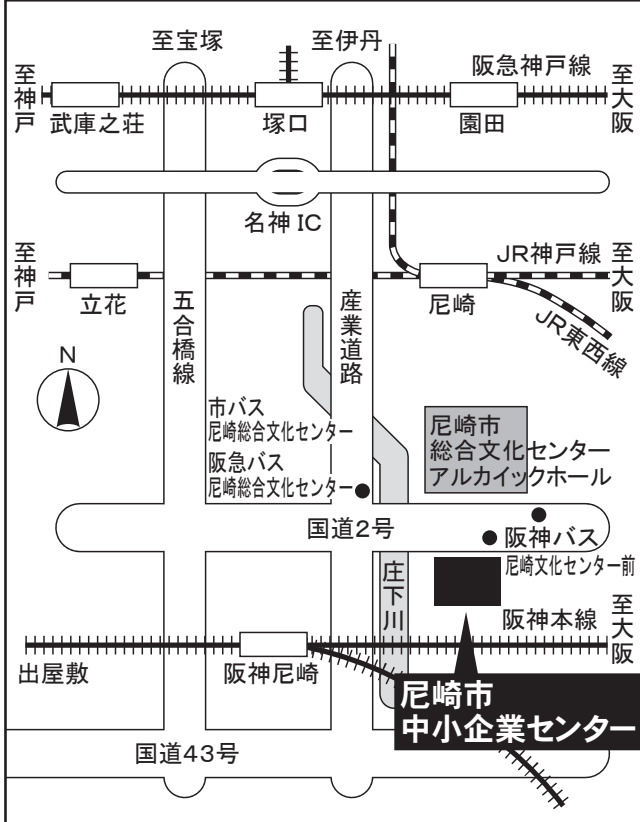 至宝塚
至伊丹
阪急神戸線
至神戸
武庫之荘
塚口
園田
至大阪
名神 IC
至神戸
JR神戸線
至大阪
立花
尼崎
JR東西線
五合橋線
産業道路
N
市バス
尼崎総合文化センター
阪急バス
尼崎総合文化センター
尼崎市
総合文化センター
アルカイックホール
国道2号
阪神バス
尼崎文化センター前
庄下川
阪神本線
至大阪
出屋敷
阪神尼崎
尼崎市
中小企業センター
国道43号